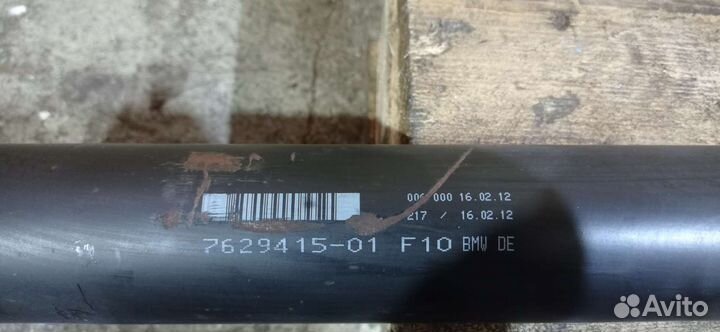 000 000 16.02.12
217 / 16.02.12
7629415-01 F10 BMW DE
Avito